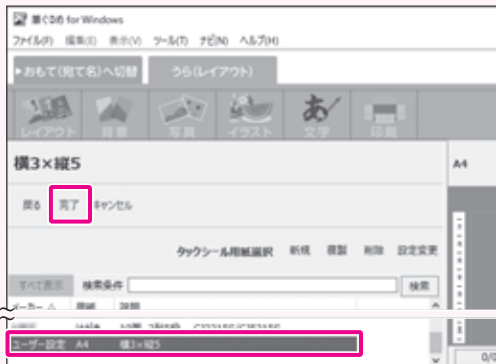 筆ぐるめ for Windows
ファイル(F) 編集(E) 表示(V) ツール(T) ナビ(N) ヘルプ(H)
▸おもて(宛て名)へ切替 うら(レイアウト)
レイアウト 背景 写真 イラスト 文字 印刷
あ
横3×縦5 A4
戻る 完了 キャンセル
タックシール用紙選択 新規 複製 削除 設定変更
すべて表示 検索条件 検索
メーカー △ 用紙 説明
ユーザー設定 A4 横3×縦5